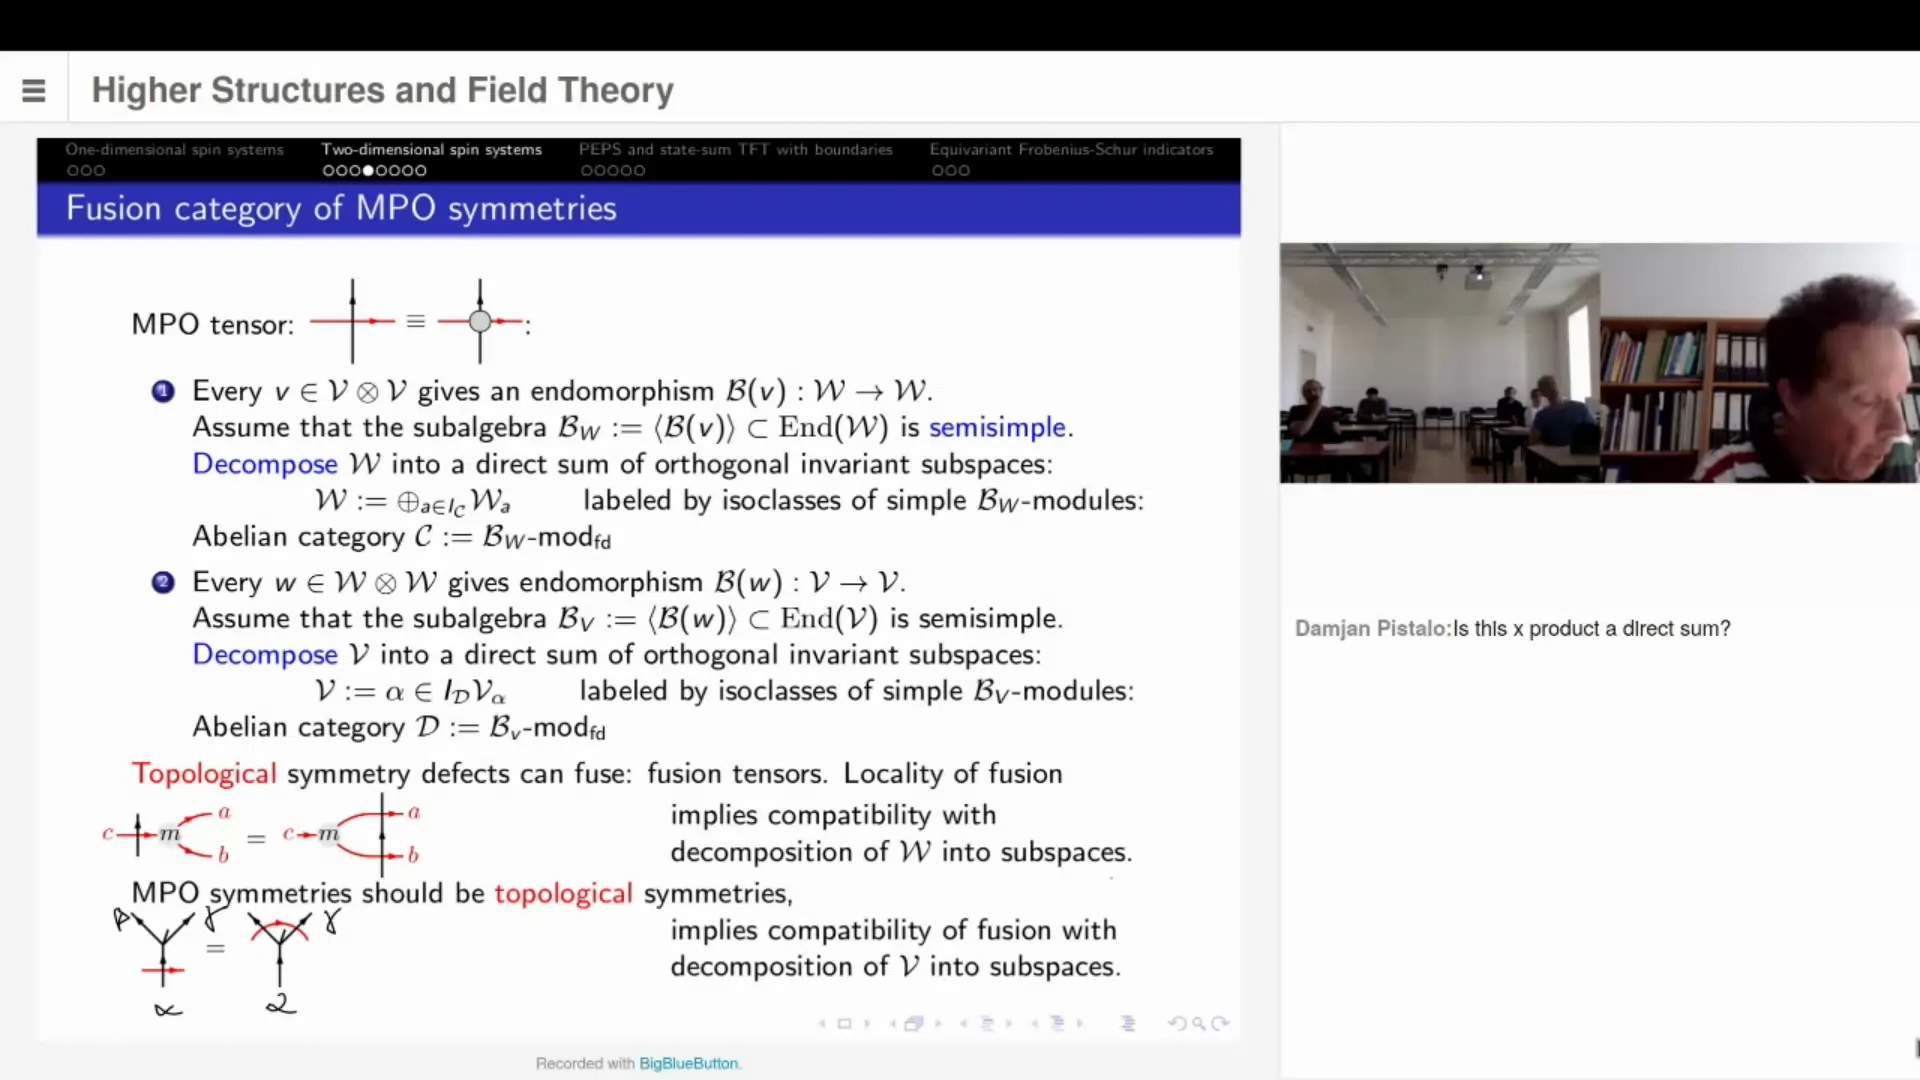 Higher Structures and Field Theory
One-dimensional spin systems Two-dimensional spin systems PEPS and state-sum TFT with boundaries Equivariant Frobenius-Schur indicators
Fusion category of MPO symmetries
MPO tensor: ≡ :
1 Every v ∈ 𝒱 ⊗ 𝒱 gives an endomorphism ℬ(v) : 𝒲 → 𝒲.
Assume that the subalgebra ℬ_W := ⟨ℬ(v)⟩ ⊂ End(𝒲) is semisimple.
Decompose 𝒲 into a direct sum of orthogonal invariant subspaces:
𝒲 := ⊕_{a∈I_𝒞} 𝒲_a labeled by isoclasses of simple ℬ_W-modules:
Abelian category 𝒞 := ℬ_W-mod_fd
2 Every w ∈ 𝒲 ⊗ 𝒲 gives endomorphism ℬ(w) : 𝒱 → 𝒱.
Assume that the subalgebra ℬ_V := ⟨ℬ(w)⟩ ⊂ End(𝒱) is semisimple.
Decompose 𝒱 into a direct sum of orthogonal invariant subspaces:
𝒱 := α ∈ I_𝒟 𝒱_α labeled by isoclasses of simple ℬ_V-modules:
Abelian category 𝒟 := ℬ_v-mod_fd
Topological symmetry defects can fuse: fusion tensors. Locality of fusion
c m a b = c m a b
implies compatibility with
decomposition of 𝒲 into subspaces.
MPO symmetries should be topological symmetries,
β γ = γ
α α
implies compatibility of fusion with
decomposition of 𝒱 into subspaces.
Recorded with BigBlueButton.
Damjan Pistalo:Is this x product a direct sum?